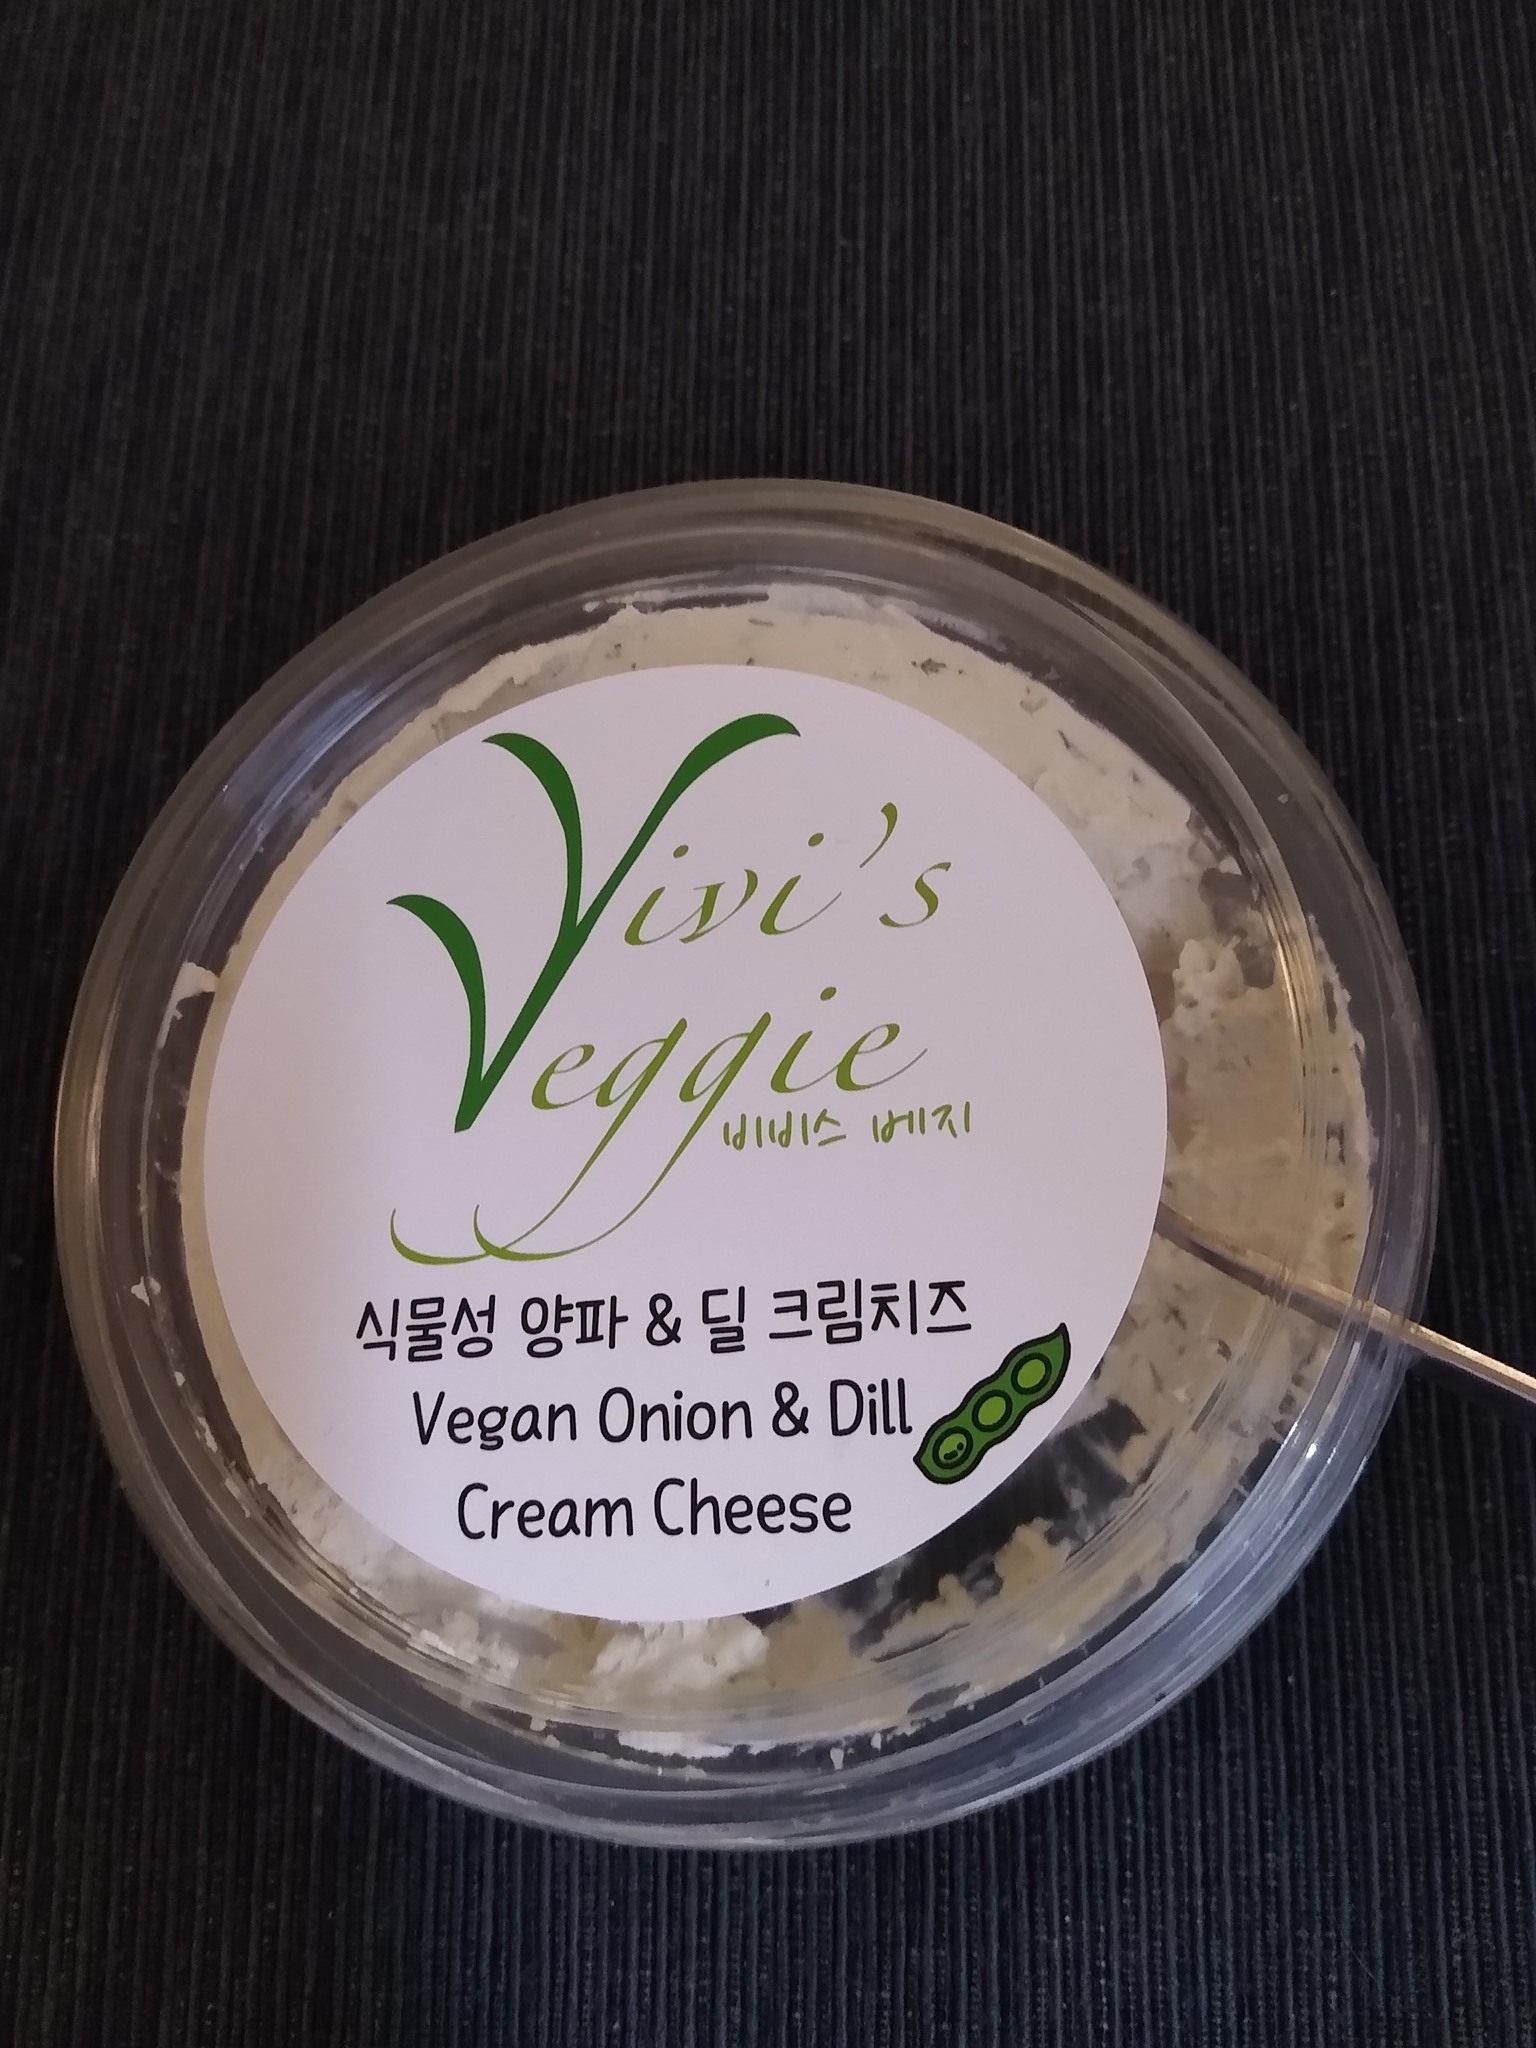 Vivi's
Veggie
비비스 베지
식물성 양파 & 딜 크림치즈
Vegan Onion & Dill
Cream Cheese